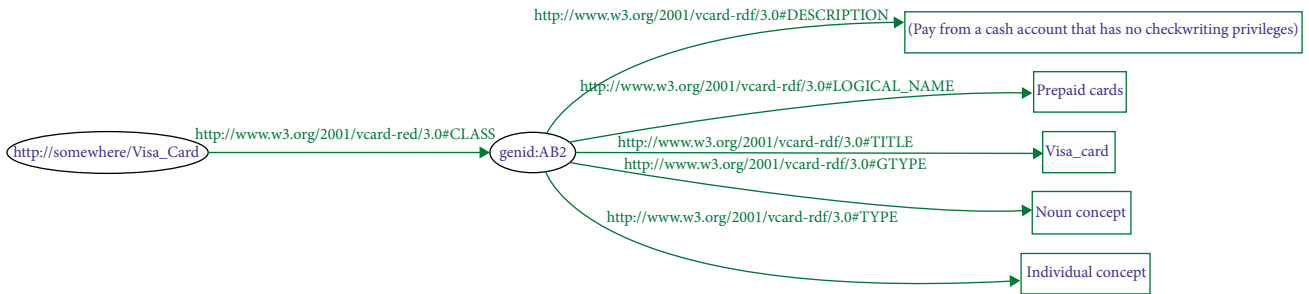 http://www.w3.org/2001/vcard-rdf/3.0#DESCRIPTION
(Pay from a cash account that has no checkwriting privileges)
http://www.w3.org/2001/vcard-rdf/3.0#LOGICAL_NAME
Prepaid cards
http://www.w3.org/2001/vcard-red/3.0#CLASS
http://somewhere/Visa_Card
genid:AB2
http://www.w3.org/2001/vcard-rdf/3.0#TITLE
Visa_card
http://www.w3.org/2001/vcard-rdf/3.0#GTYPE
Noun concept
http://www.w3.org/2001/vcard-rdf/3.0#TYPE
Individual concept